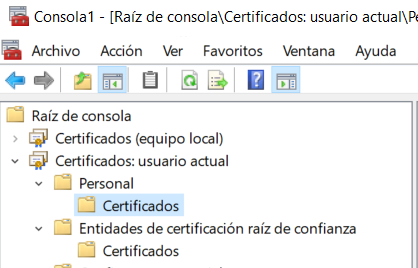 Consola1 - [Raíz de consola\Certificados: usuario actual\Pe
Archivo Acción Ver Favoritos Ventana Ayuda
Raíz de consola
Certificados (equipo local)
Certificados: usuario actual
Personal
Certificados
Entidades de certificación raíz de confianza
Certificados